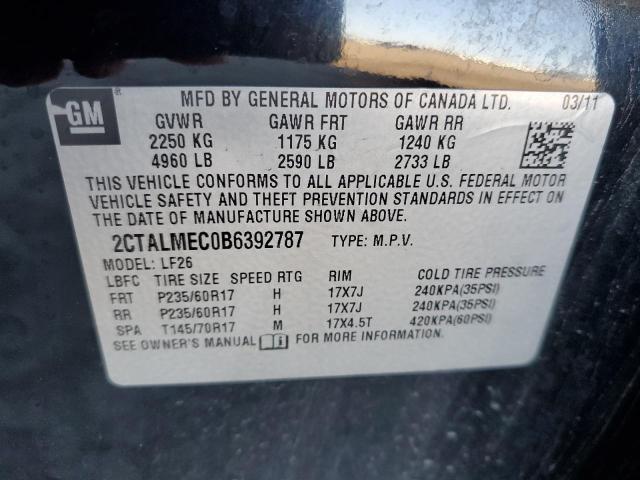 GM
MFD BY GENERAL MOTORS OF CANADA LTD. 03/11
GVWR GAWR FRT GAWR RR
2250 KG 1175 KG 1240 KG
4960 LB 2590 LB 2733 LB
THIS VEHICLE CONFORMS TO ALL APPLICABLE U.S. FEDERAL MOTOR
VEHICLE SAFETY AND THEFT PREVENTION STANDARDS IN EFFECT ON
THE DATE OF MANUFACTURE SHOWN ABOVE.
2CTALMEC0B6392787 TYPE: M.P.V.
MODEL: LF26
LBFC TIRE SIZE SPEED RTG RIM COLD TIRE PRESSURE
FRT P235/60R17 H 17X7J 240KPA(35PSI)
RR P235/60R17 H 17X7J 240KPA(35PSI)
SPA T145/70R17 M 17X4.5T 420KPA(60PSI)
SEE OWNER'S MANUAL FOR MORE INFORMATION.